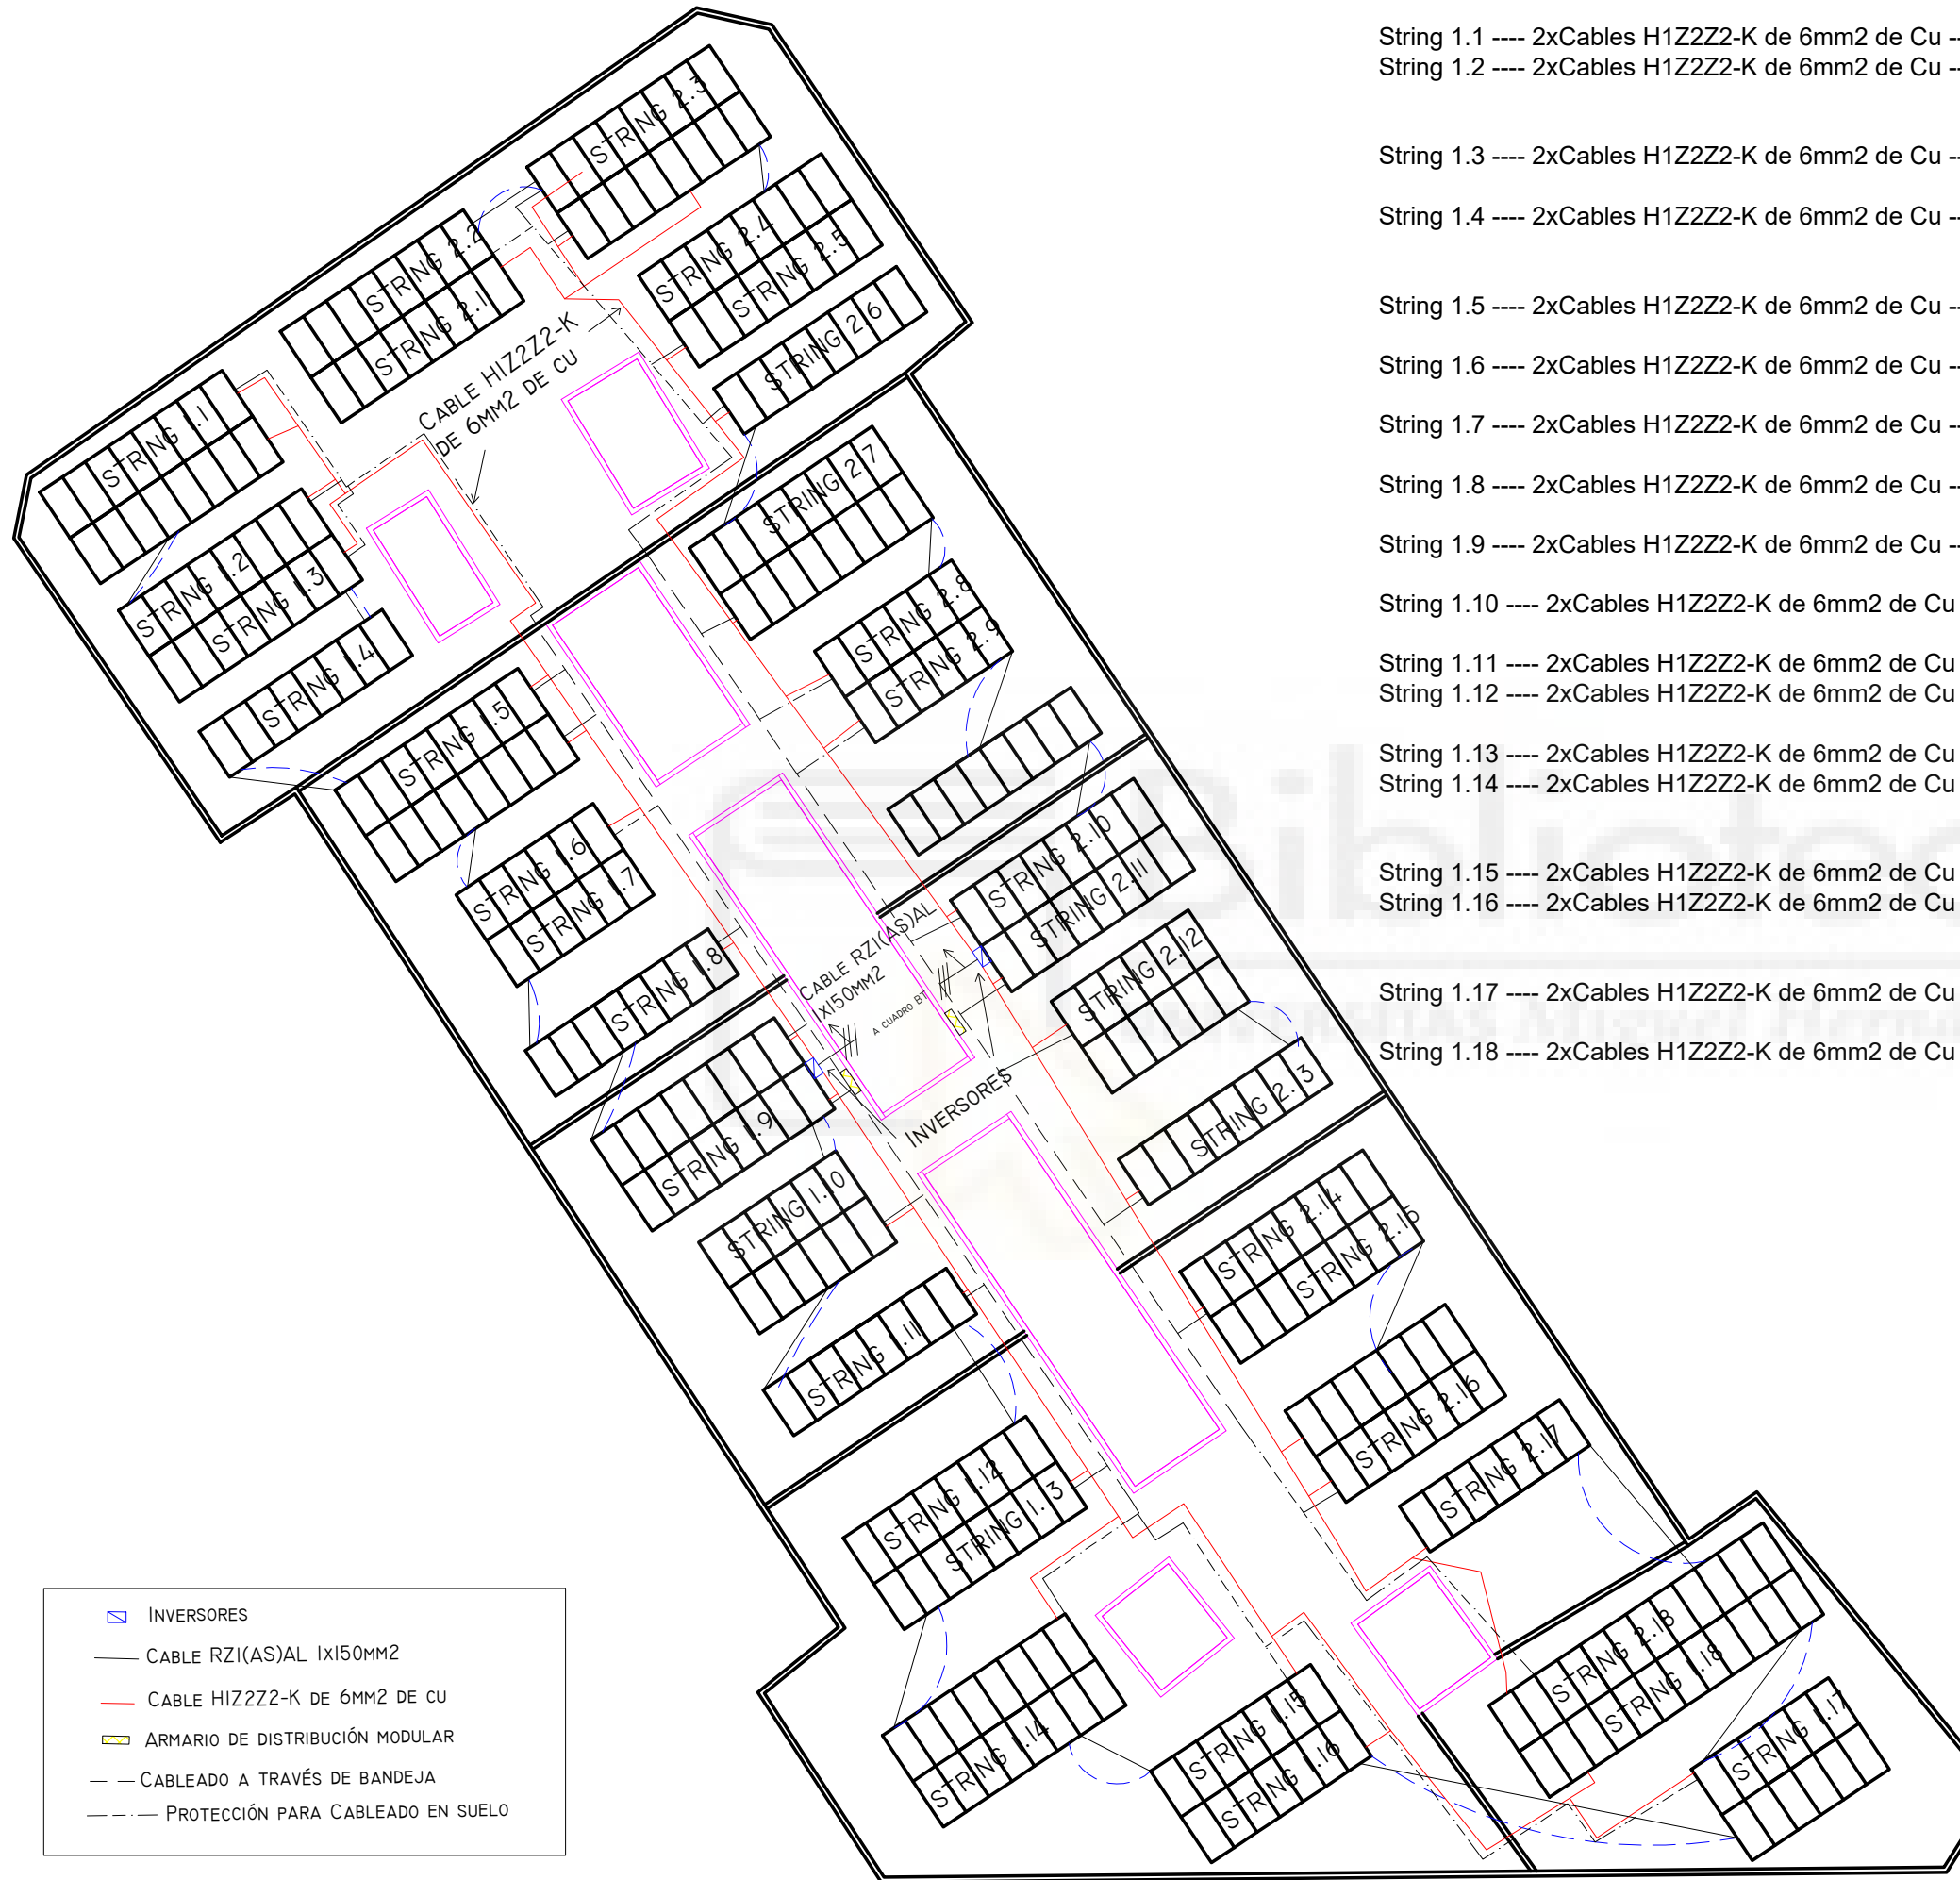 String 1.1 ---- 2xCables H1Z2Z2-K de 6mm2 de Cu --
String 1.2 ---- 2xCables H1Z2Z2-K de 6mm2 de Cu --
String 1.3 ---- 2xCables H1Z2Z2-K de 6mm2 de Cu --
String 1.4 ---- 2xCables H1Z2Z2-K de 6mm2 de Cu --
String 1.5 ---- 2xCables H1Z2Z2-K de 6mm2 de Cu --
String 1.6 ---- 2xCables H1Z2Z2-K de 6mm2 de Cu --
String 1.7 ---- 2xCables H1Z2Z2-K de 6mm2 de Cu --
String 1.8 ---- 2xCables H1Z2Z2-K de 6mm2 de Cu --
String 1.9 ---- 2xCables H1Z2Z2-K de 6mm2 de Cu --
String 1.10 ---- 2xCables H1Z2Z2-K de 6mm2 de Cu
String 1.11 ---- 2xCables H1Z2Z2-K de 6mm2 de Cu
String 1.12 ---- 2xCables H1Z2Z2-K de 6mm2 de Cu
String 1.13 ---- 2xCables H1Z2Z2-K de 6mm2 de Cu
String 1.14 ---- 2xCables H1Z2Z2-K de 6mm2 de Cu
String 1.15 ---- 2xCables H1Z2Z2-K de 6mm2 de Cu
String 1.16 ---- 2xCables H1Z2Z2-K de 6mm2 de Cu
String 1.17 ---- 2xCables H1Z2Z2-K de 6mm2 de Cu
String 1.18 ---- 2xCables H1Z2Z2-K de 6mm2 de Cu
STRING 2.3
STRING 2.2
STRING 2.1
STRING 2.4
STRING 2.5
STRING 2.6
CABLE H1Z2Z2-K
DE 6MM2 DE CU
STRING 1.1
STRING 1.2
STRING 1.3
STRING 1.4
STRING 2.7
STRING 2.8
STRING 2.9
STRING 1.5
STRING 1.6
STRING 1.7
STRING 1.8
STRING 2.10
STRING 2.11
STRING 2.12
STRING 2.13
CABLE RZ1(AS)AL
1X150MM2
A CUADRO BT
INVERSORES
STRING 1.9
STRING 1.10
STRING 1.11
STRING 2.14
STRING 2.15
STRING 2.16
STRING 2.17
STRING 1.12
STRING 1.13
STRING 1.14
STRING 1.15
STRING 1.16
STRING 2.18
STRING 1.18
STRING 1.17
INVERSORES
CABLE RZ1(AS)AL 1X150MM2
CABLE H1Z2Z2-K DE 6MM2 DE CU
ARMARIO DE DISTRIBUCIÓN MODULAR
CABLEADO A TRAVÉS DE BANDEJA
PROTECCIÓN PARA CABLEADO EN SUELO